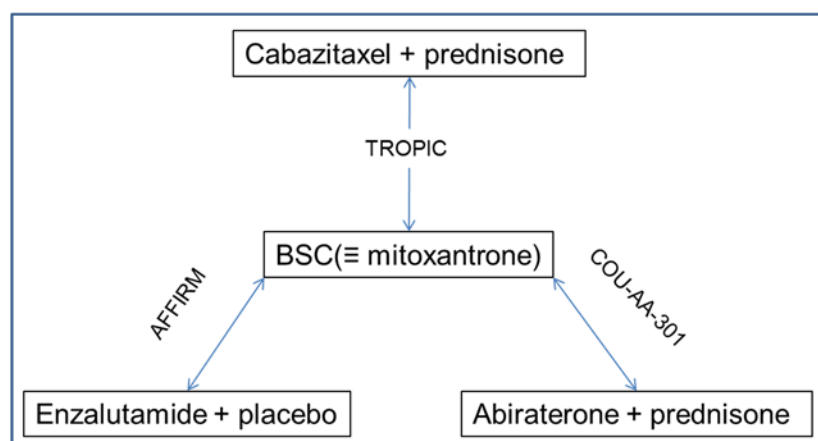 Cabazitaxel + prednisone
TROPIC
BSC(≡ mitoxantrone)
AFFIRM
COU-AA-301
Enzalutamide + placebo
Abiraterone + prednisone